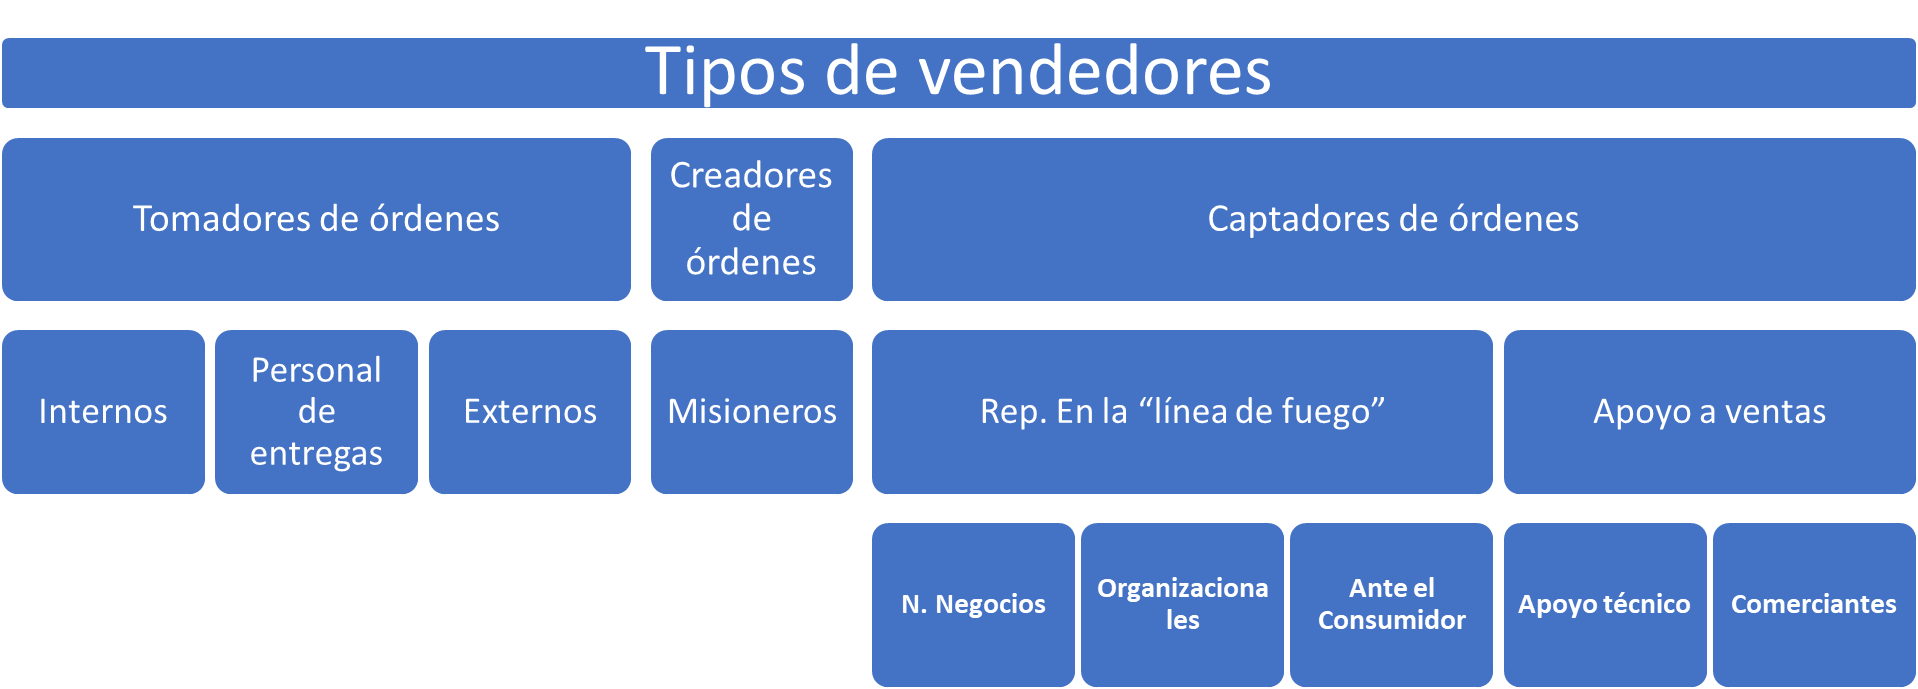 Tipos de vendedores
Tomadores de órdenes
Creadores
de
órdenes
Captadores de órdenes
Internos
Personal
de
entregas
Externos
Misioneros
Rep. En la “línea de fuego”
Apoyo a ventas
N. Negocios
Organizaciona
les
Ante el
Consumidor
Apoyo técnico
Comerciantes